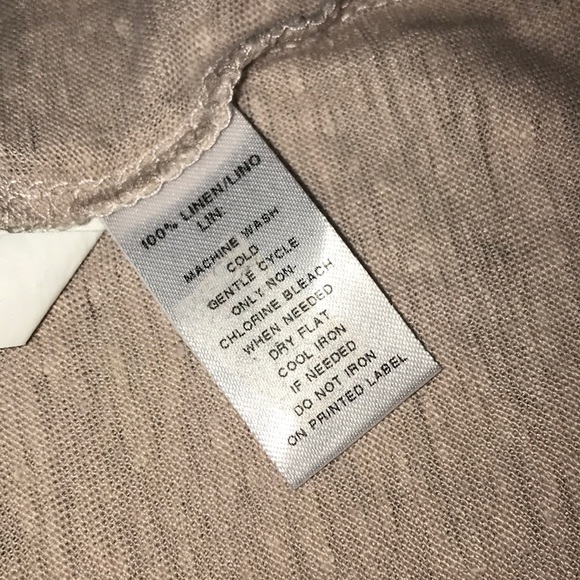 100% LINEN/LINO
LIN.
MACHINE WASH
COLD
GENTLE CYCLE
ONLY NON-
CHLORINE BLEACH
WHEN NEEDED
DRY FLAT
COOL IRON
IF NEEDED
DO NOT IRON
ON PRINTED LABEL